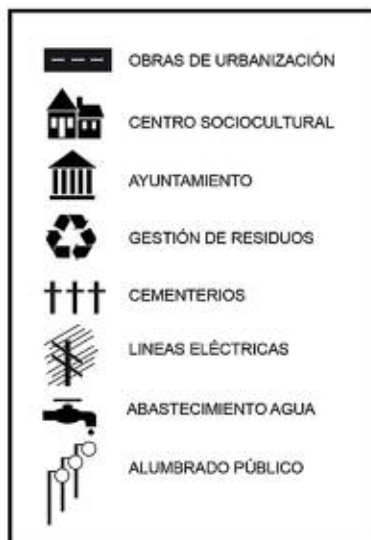 OBRAS DE URBANIZACIÓN
CENTRO SOCIOCULTURAL
AYUNTAMIENTO
GESTIÓN DE RESIDUOS
CEMENTERIOS
LINEAS ELÉCTRICAS
ABASTECIMIENTO AGUA
ALUMBRADO PÚBLICO